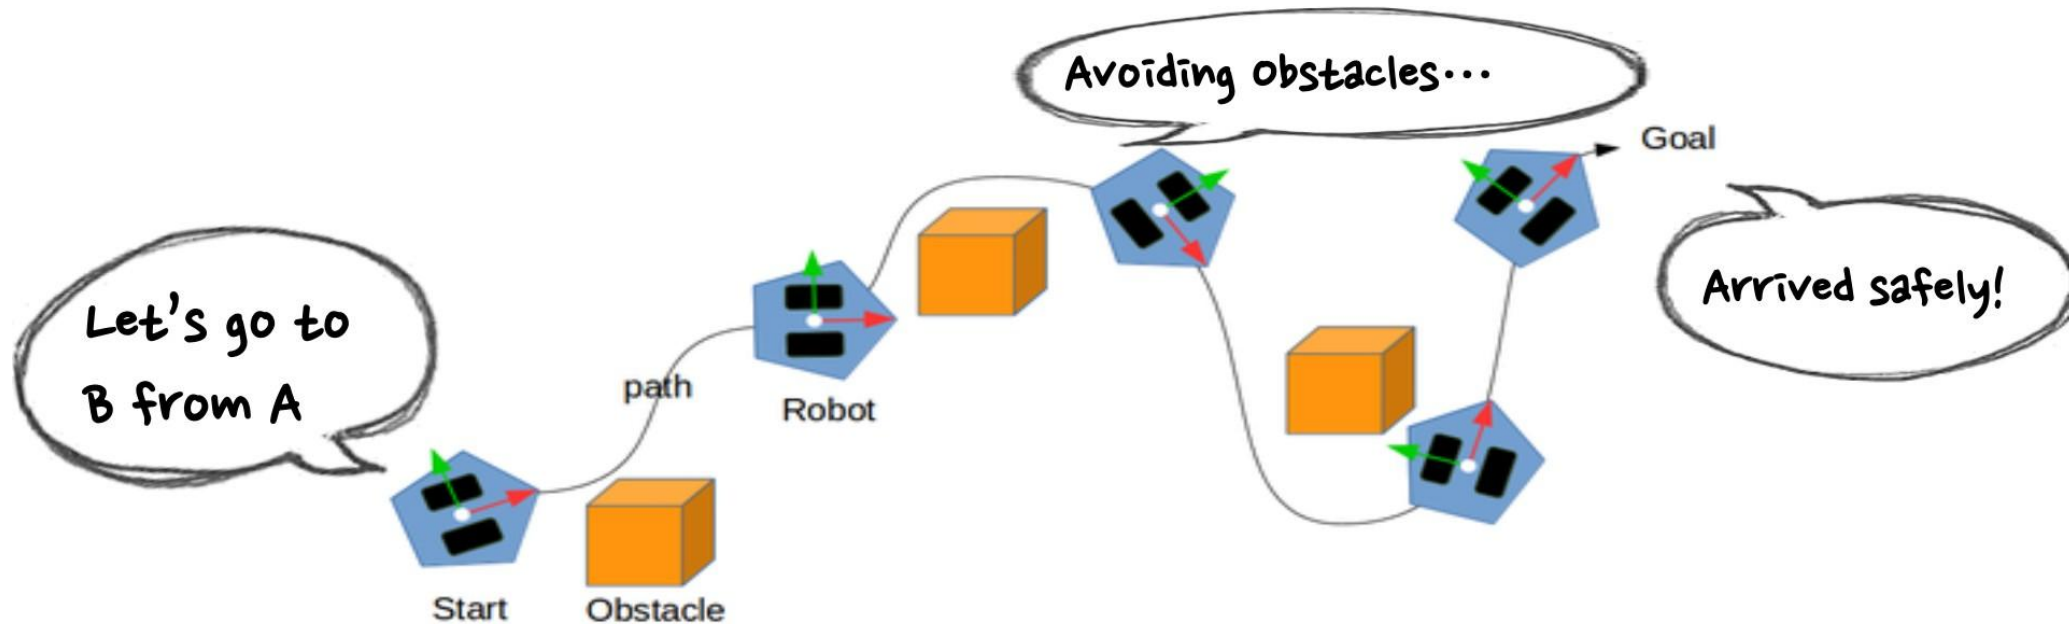 Avoiding obstacles...
Goal
Let's go to
B from A
Arrived safely!
path
Robot
Start
Obstacle